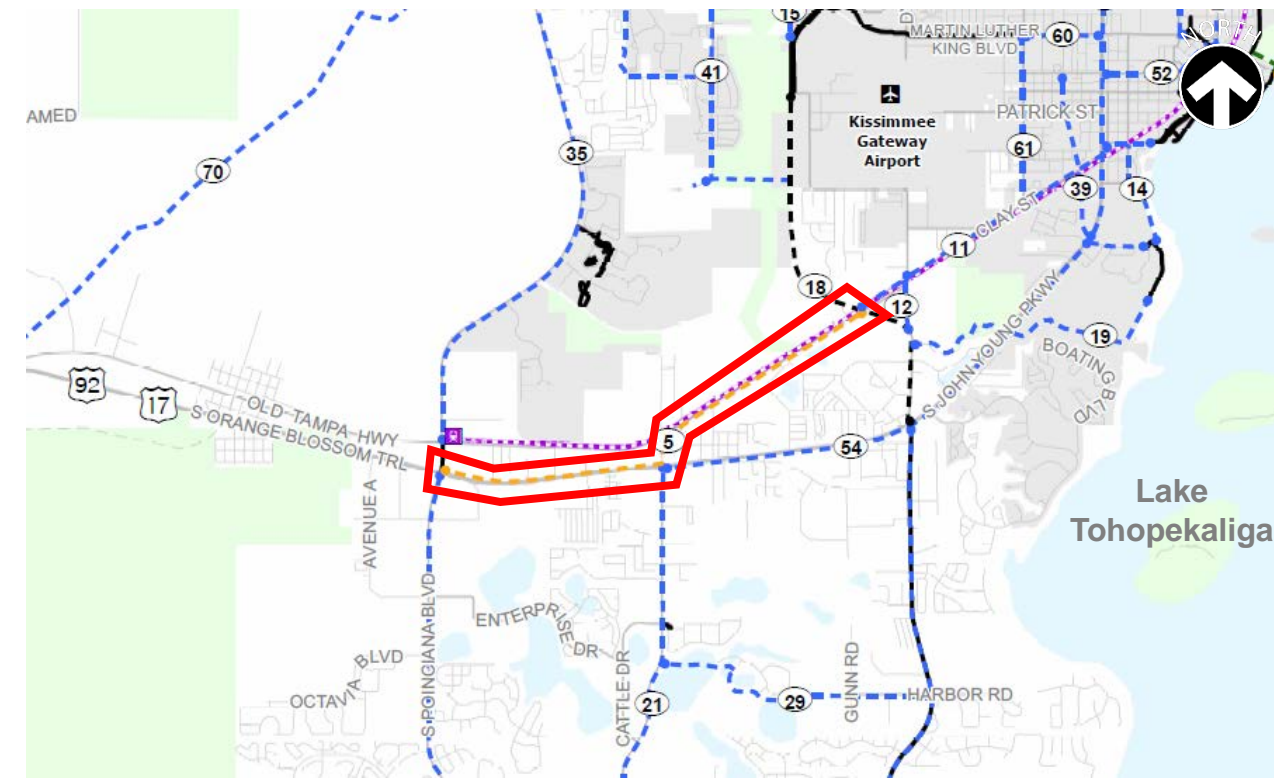 15
MARTIN LUTHER
KING BLVD
60
NORTH
41
52
AMED
Kissimmee
Gateway
Airport
PATRICK ST
35
61
70
39
14
CLAY ST
11
8
18
12
S JOHN YOUNG PKWY
19
BOATING
BLVD
92
17
OLD TAMPA HWY
S ORANGE BLOSSOM TRL
5
54
Lake
Tohopekaliga
AVENUE A
S POINCIANA BLVD
ENTERPRISE DR
OCTAVIA BLVD
CATTLE DR
21
29
GUNN RD
HARBOR RD